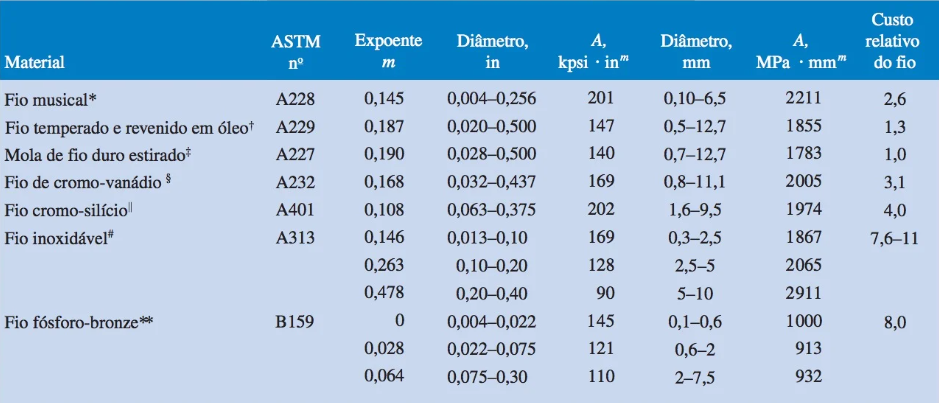 Material ASTM nº Expoente m Diâmetro, in A, kpsi · inᵐ Diâmetro, mm A, MPa · mmᵐ Custo relativo do fio
Fio musical* A228 0,145 0,004–0,256 201 0,10–6,5 2211 2,6
Fio temperado e revenido em óleo† A229 0,187 0,020–0,500 147 0,5–12,7 1855 1,3
Mola de fio duro estirado‡ A227 0,190 0,028–0,500 140 0,7–12,7 1783 1,0
Fio de cromo-vanádio § A232 0,168 0,032–0,437 169 0,8–11,1 2005 3,1
Fio cromo-silício|| A401 0,108 0,063–0,375 202 1,6–9,5 1974 4,0
Fio inoxidável# A313 0,146 0,013–0,10 169 0,3–2,5 1867 7,6–11
0,263 0,10–0,20 128 2,5–5 2065
0,478 0,20–0,40 90 5–10 2911
Fio fósforo-bronze** B159 0 0,004–0,022 145 0,1–0,6 1000 8,0
0,028 0,022–0,075 121 0,6–2 913
0,064 0,075–0,30 110 2–7,5 932